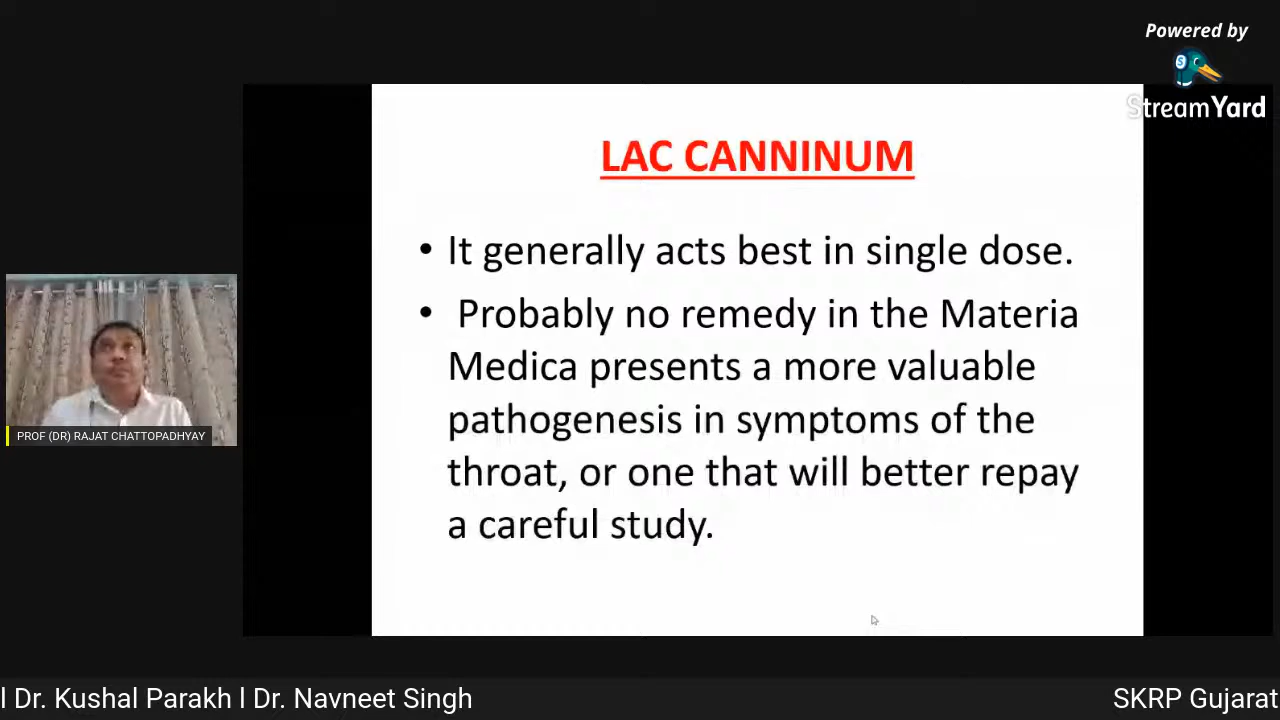 Powered by
StreamYard
LAC CANNINUM
• It generally acts best in single dose.
• Probably no remedy in the Materia
Medica presents a more valuable
pathogenesis in symptoms of the
throat, or one that will better repay
a careful study.
PROF (DR) RAJAT CHATTOPADHYAY
l Dr. Kushal Parakh l Dr. Navneet Singh
SKRP Gujarat